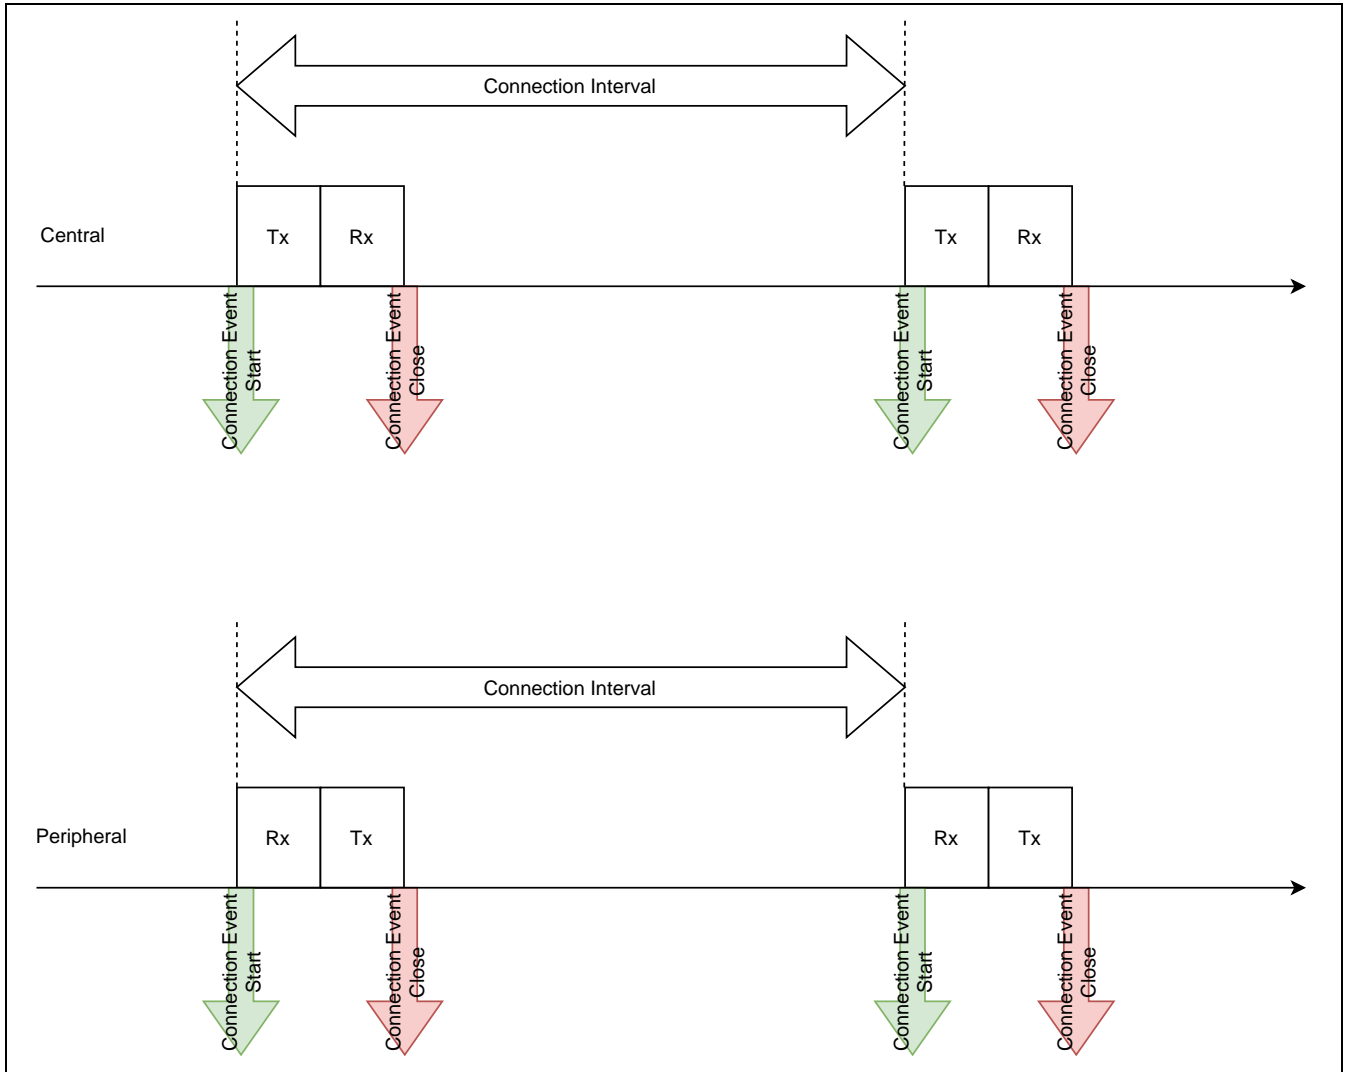 Connection Interval
Central
Tx
Rx
Tx
Rx
Connection Event
Start
Connection Event
Close
Connection Event
Start
Connection Event
Close
Connection Interval
Peripheral
Rx
Tx
Rx
Tx
Connection Event
Start
Connection Event
Close
Connection Event
Start
Connection Event
Close